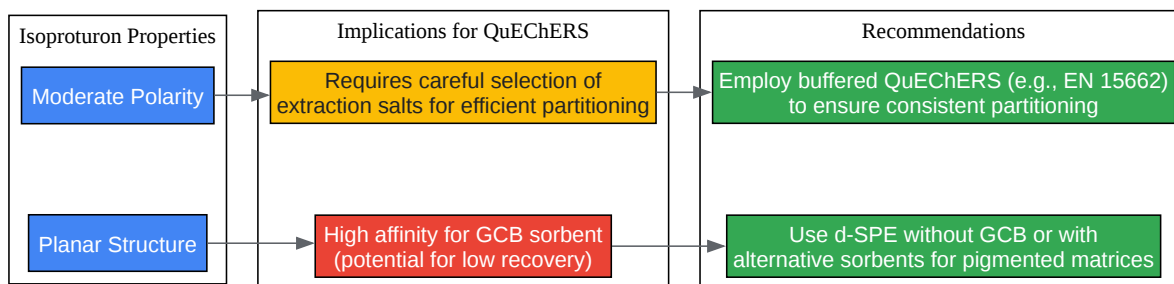 Isoproturon Properties
Implications for QuEChERS
Recommendations
Moderate Polarity
Requires careful selection of
extraction salts for efficient partitioning
Employ buffered QuEChERS (e.g., EN 15662)
to ensure consistent partitioning
Planar Structure
High affinity for GCB sorbent
(potential for low recovery)
Use d-SPE without GCB or with
alternative sorbents for pigmented matrices